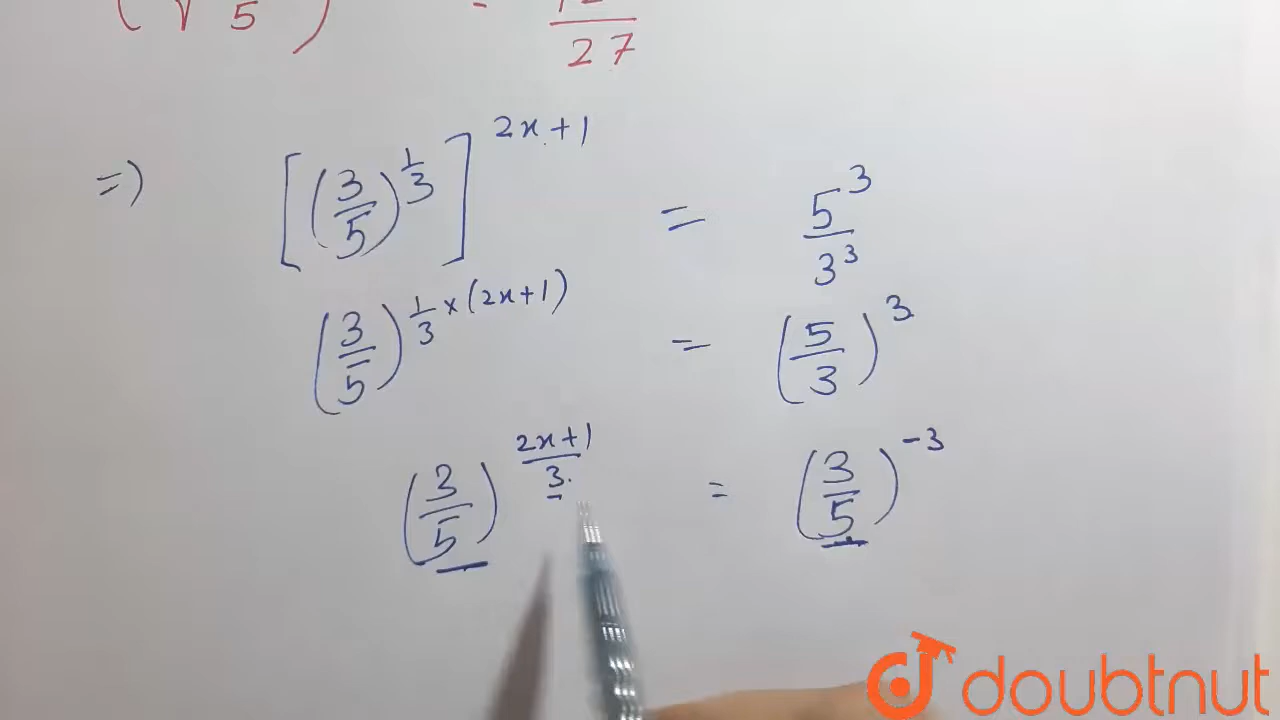 (√ 5 )
27
=) [(3/5)^(1/3)]^(2x+1) = 5^3/3^3
(3/5)^(1/3 × (2x+1)) = (5/3)^3
(3/5)^((2x+1)/3) = (3/5)^(-3)
doubtnut